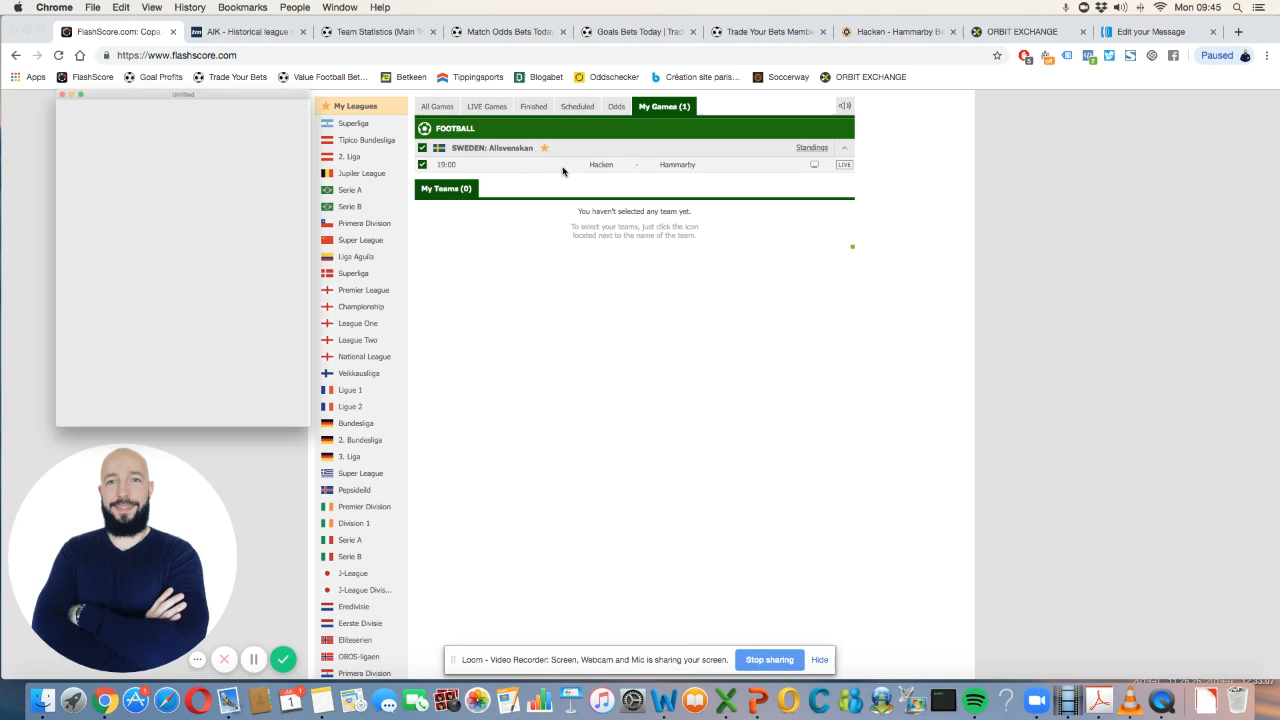 Chrome File Edit View History Bookmarks People Window Help Mon 09:45
FlashScore.com: Copa AIK - Historical league Team Statistics (Main T Match Odds Bets Today Goals Bets Today | Trad Trade Your Bets Membe Hacken - Hammarby Be ORBIT EXCHANGE Edit your Message
https://www.flashscore.com Paused
Apps FlashScore Goal Profits Trade Your Bets Value Football Bet... Betkeen Tippingsports Blogabet Oddschecker Création site paris... Soccerway ORBIT EXCHANGE
Untitled
My Leagues
Superliga
Tipico Bundesliga
2. Liga
Jupiler League
Serie A
Serie B
Primera Division
Super League
Liga Aguila
Superliga
Premier League
Championship
League One
League Two
National League
Veikkausliiga
Ligue 1
Ligue 2
Bundesliga
2. Bundesliga
3. Liga
Super League
Pepsideild
Premier Division
Division 1
Serie A
Serie B
J-League
J-League Divis...
Eredivisie
Eerste Divisie
Eliteserien
OBOS-ligaen
Primera Division
All Games LIVE Games Finished Scheduled Odds My Games (1)
FOOTBALL
SWEDEN: Allsvenskan Standings
19:00 Hacken - Hammarby LIVE
My Teams (0)
You haven't selected any team yet.
To select your teams, just click the icon
located next to the name of the team.
Loom - Video Recorder: Screen, Webcam and Mic is sharing your screen. Stop sharing Hide